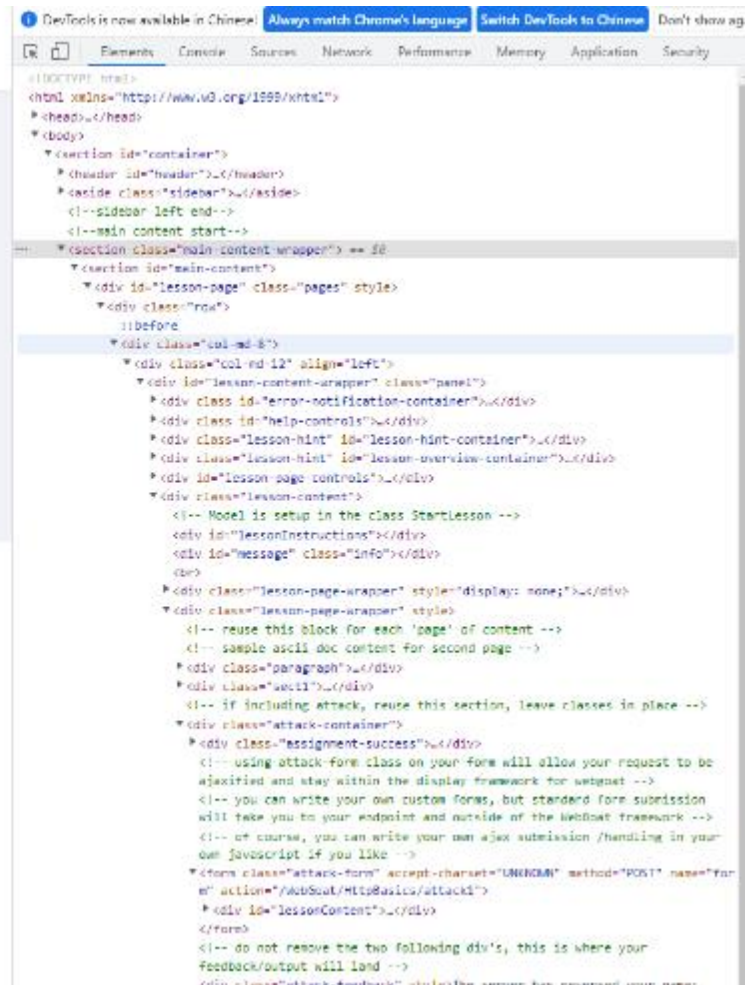 DevTools is now available in Chinese! Always match Chrome's language Switch DevTools to Chinese Don't show ag
Elements Console Sources Network Performance Memory Application Security
<!DOCTYPE html>
<html xmlns="http://www.w3.org/1999/xhtml">
<head>…</head>
<body>
<section id="container">
<header id="header">…</header>
<aside class="sidebar">…</aside>
<!--sidebar left end-->
<!--main content start-->
<section class="main-content-wrapper"> == $0
<section id="main-content">
<div id="lesson-page" class="pages" style>
<div class="row">
::before
<div class="col-md-8">
<div class="col-md-12" align="left">
<div id="lesson-content-wrapper" class="panel">
<div class id="error-notification-container">…</div>
<div class id="help-controls">…</div>
<div class="lesson-hint" id="lesson-hint-container">…</div>
<div class="lesson-hint" id="lesson-overview-container">…</div>
<div id="lesson-page-controls">…</div>
<div class="lesson-content">
<!-- Model is setup in the class StartLesson -->
<div id="lessonInstructions"></div>
<div id="message" class="info"></div>
<br>
<div class="lesson-page-wrapper" style="display: none;">…</div>
<div class="lesson-page-wrapper" style>
<!-- reuse this block for each 'page' of content -->
<!-- sample ascii doc content for second page -->
<div class="paragraph">…</div>
<div class="sect1">…</div>
<!-- if including attack, reuse this section, leave classes in place -->
<div class="attack-container">
<div class="assignment-success">…</div>
<!-- using attack-form class on your form will allow your request to be
ajaxified and stay within the display framework for webgoat -->
<!-- you can write your own custom forms, but standard form submission
will take you to your endpoint and outside of the WebGoat framework -->
<!-- of course, you can write your own ajax submission /handling in your
own javascript if you like -->
<form class="attack-form" accept-charset="UNKNOWN" method="POST" name="for
m" action="/WebGoat/HttpBasics/attack1">
<div id="lessonContent">…</div>
</form>
<!-- do not remove the two following div's, this is where your
feedback/output will land -->
<div class="attack-feedback" style>The server has reversed your name: